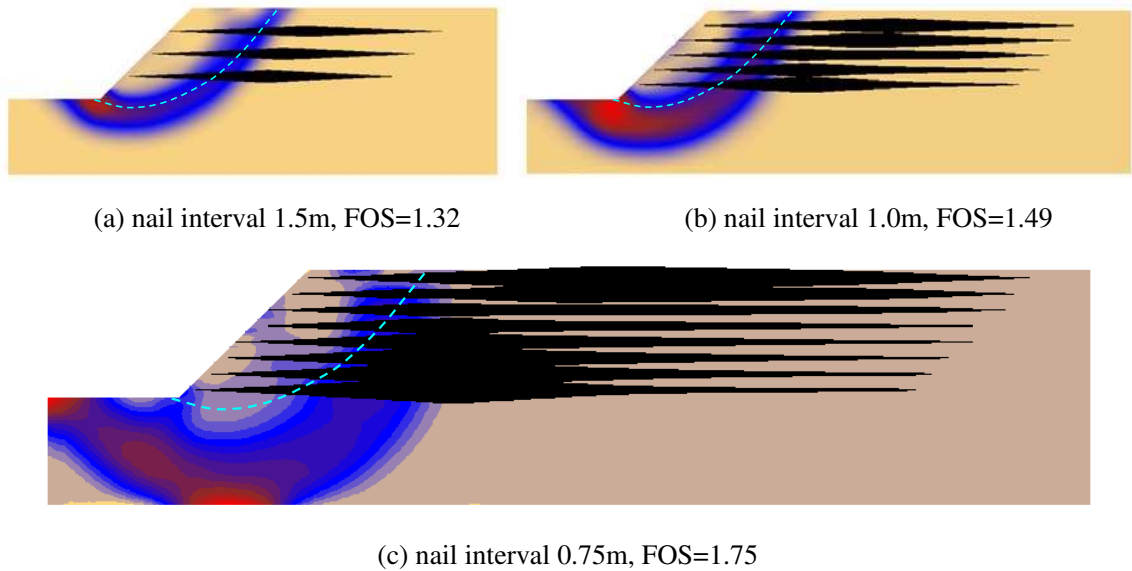 (a) nail interval 1.5m, FOS=1.32
(b) nail interval 1.0m, FOS=1.49
(c) nail interval 0.75m, FOS=1.75